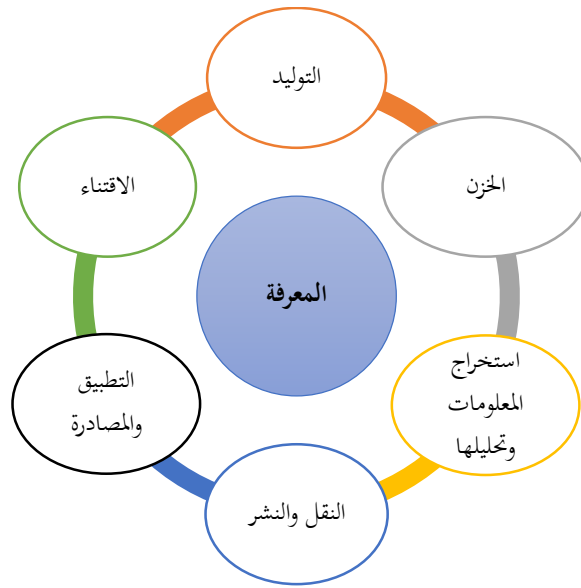 التوليد
الخزن
الاقتناء
المعرفة
استخراج
المعلومات
وتحليلها
التطبيق
والمصادرة
النقل والنشر